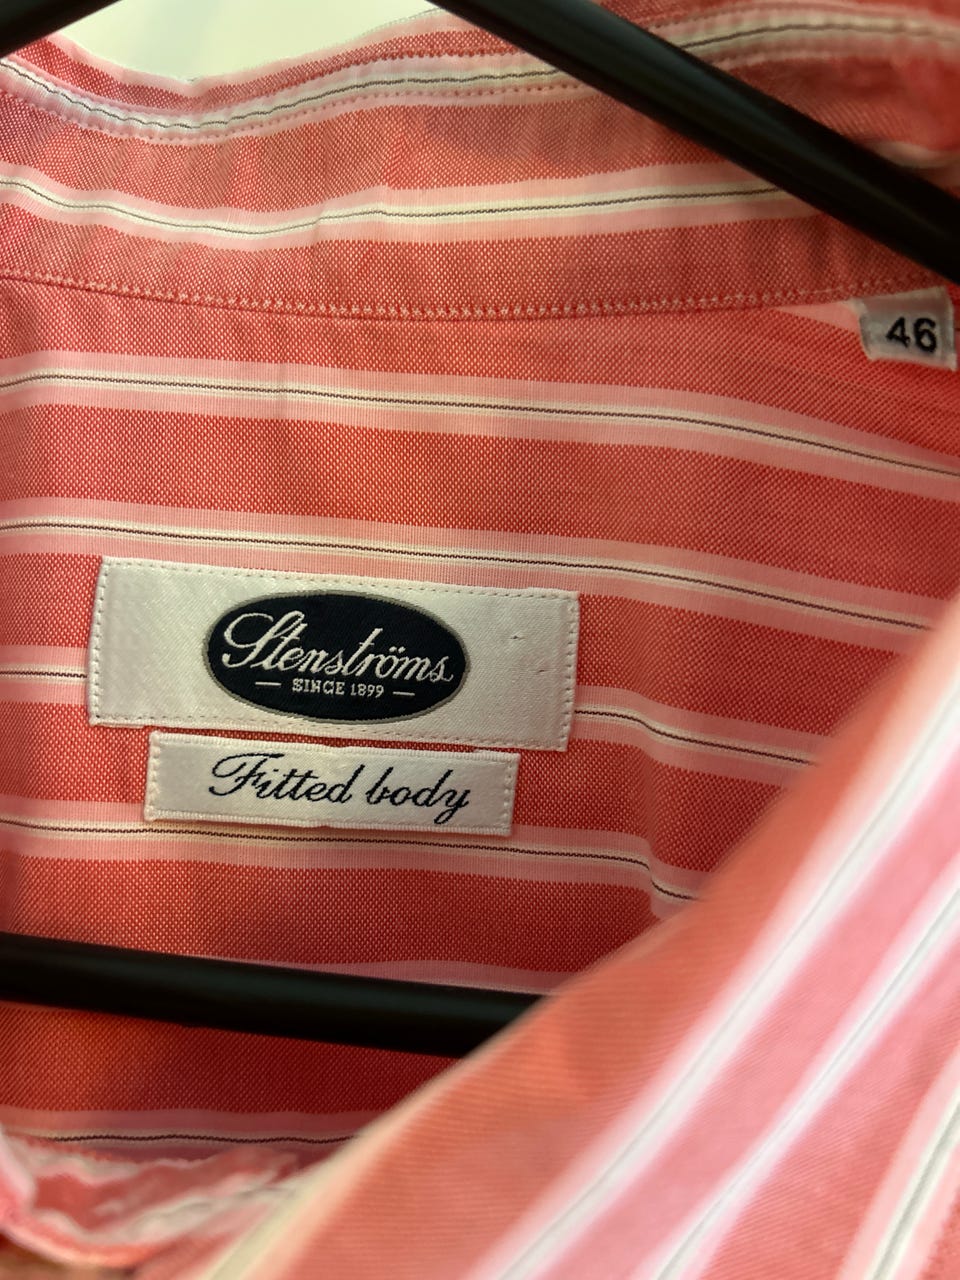 46
Stenströms
SINCE 1899
Fitted body